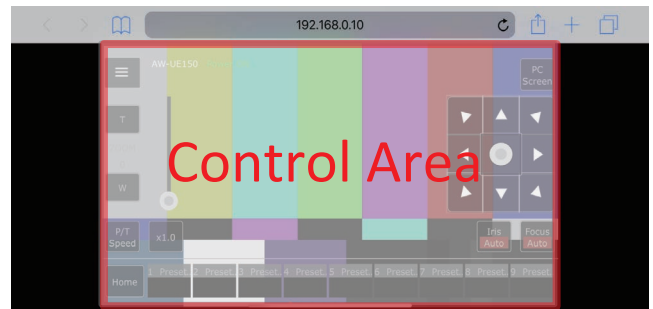 192.168.0.10
AW-UE150
PC
Screen
T
Control Area
W
P/T
Speed
x1.0
Iris
Auto
Focus
Auto
Home
1 Preset 2 Preset 3 Preset 4 Preset 5 Preset 6 Preset 7 Preset 8 Preset 9 Preset